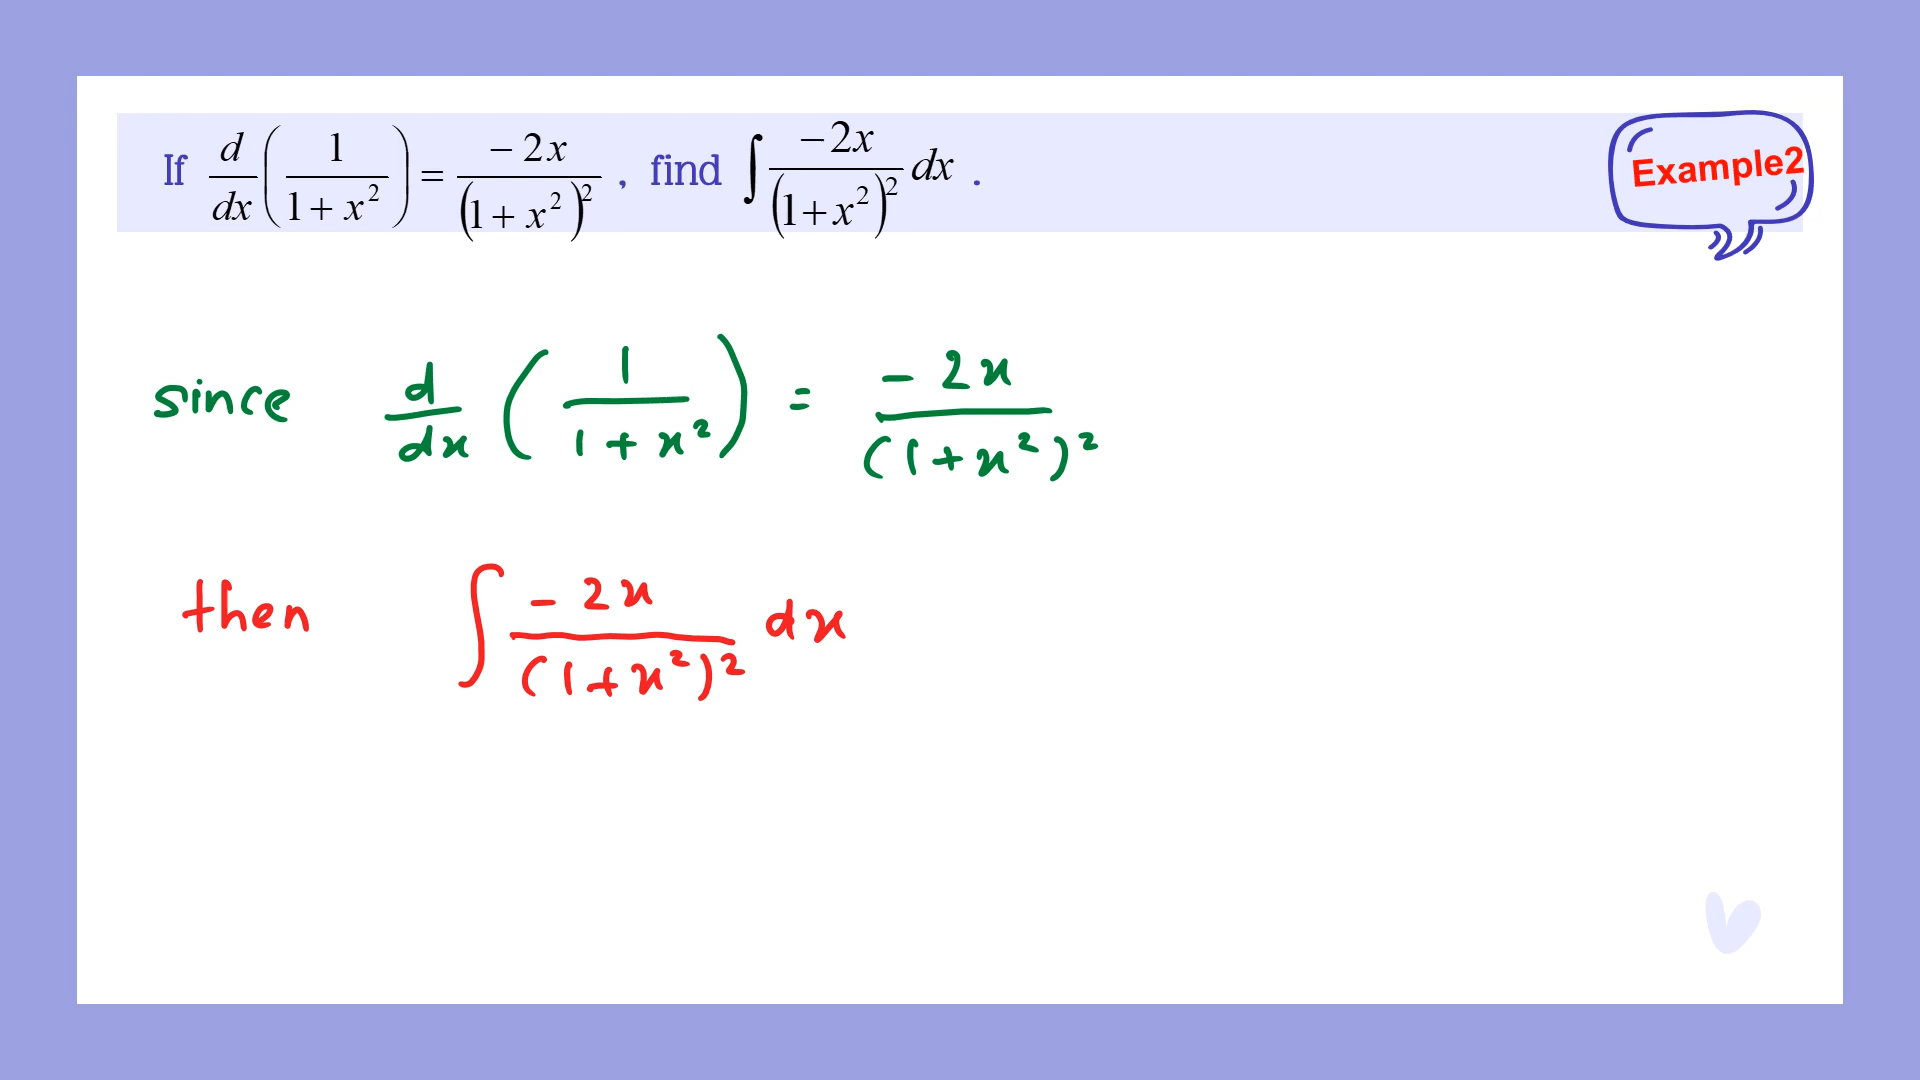 If d/dx (1/(1+x²)) = -2x/(1+x²)², find ∫ -2x/(1+x²)² dx .
Example2
since d/dx (1/(1+x²)) = -2x/(1+x²)²
then ∫ -2x/(1+x²)² dx